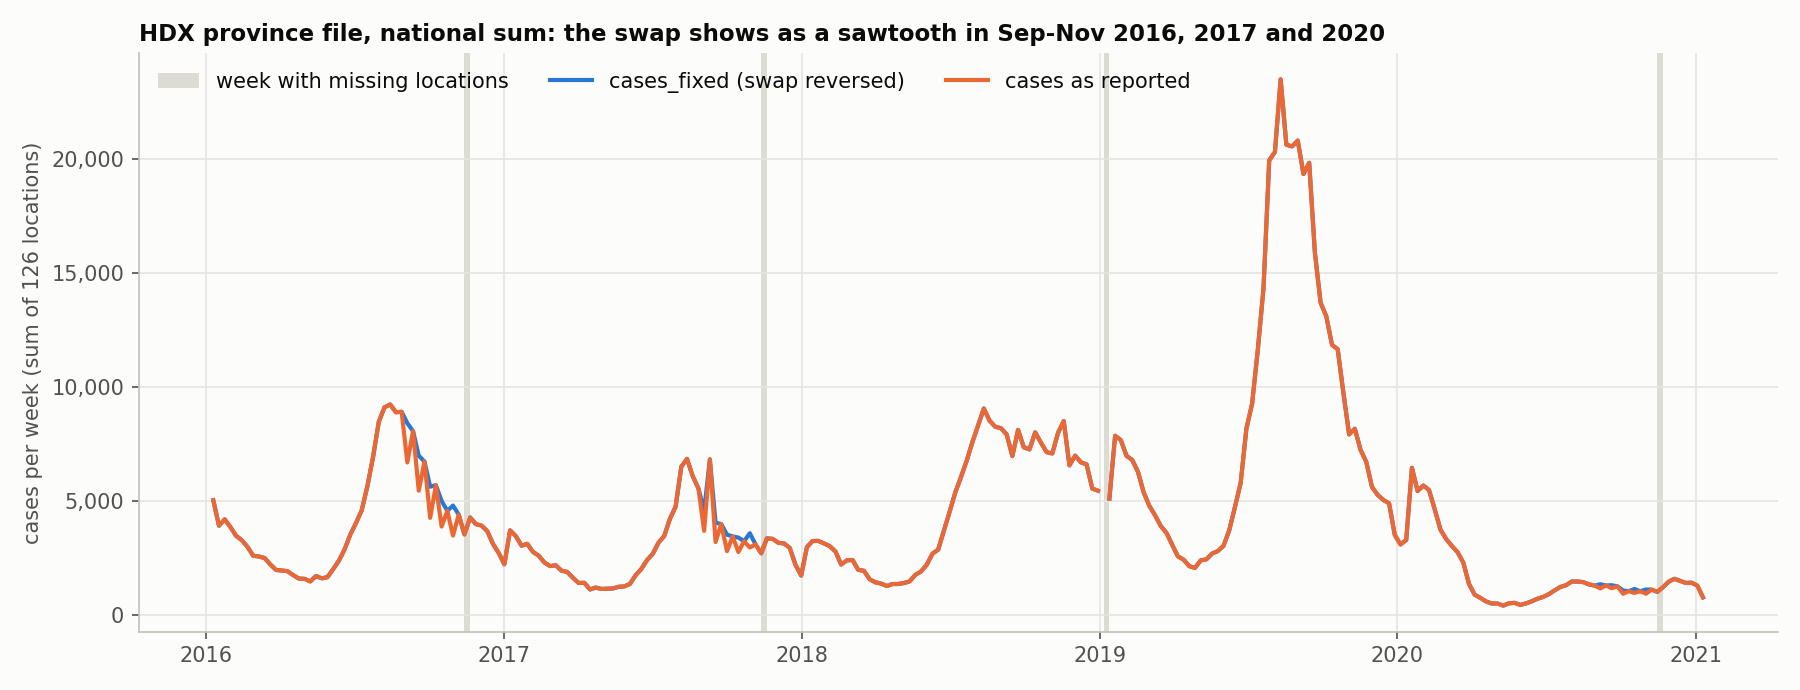 HDX province file, national sum: the swap shows as a sawtooth in Sep-Nov 2016, 2017 and 2020
week with missing locations
cases_fixed (swap reversed)
cases as reported
cases per week (sum of 126 locations)
20,000
15,000
10,000
5,000
0
2016
2017
2018
2019
2020
2021